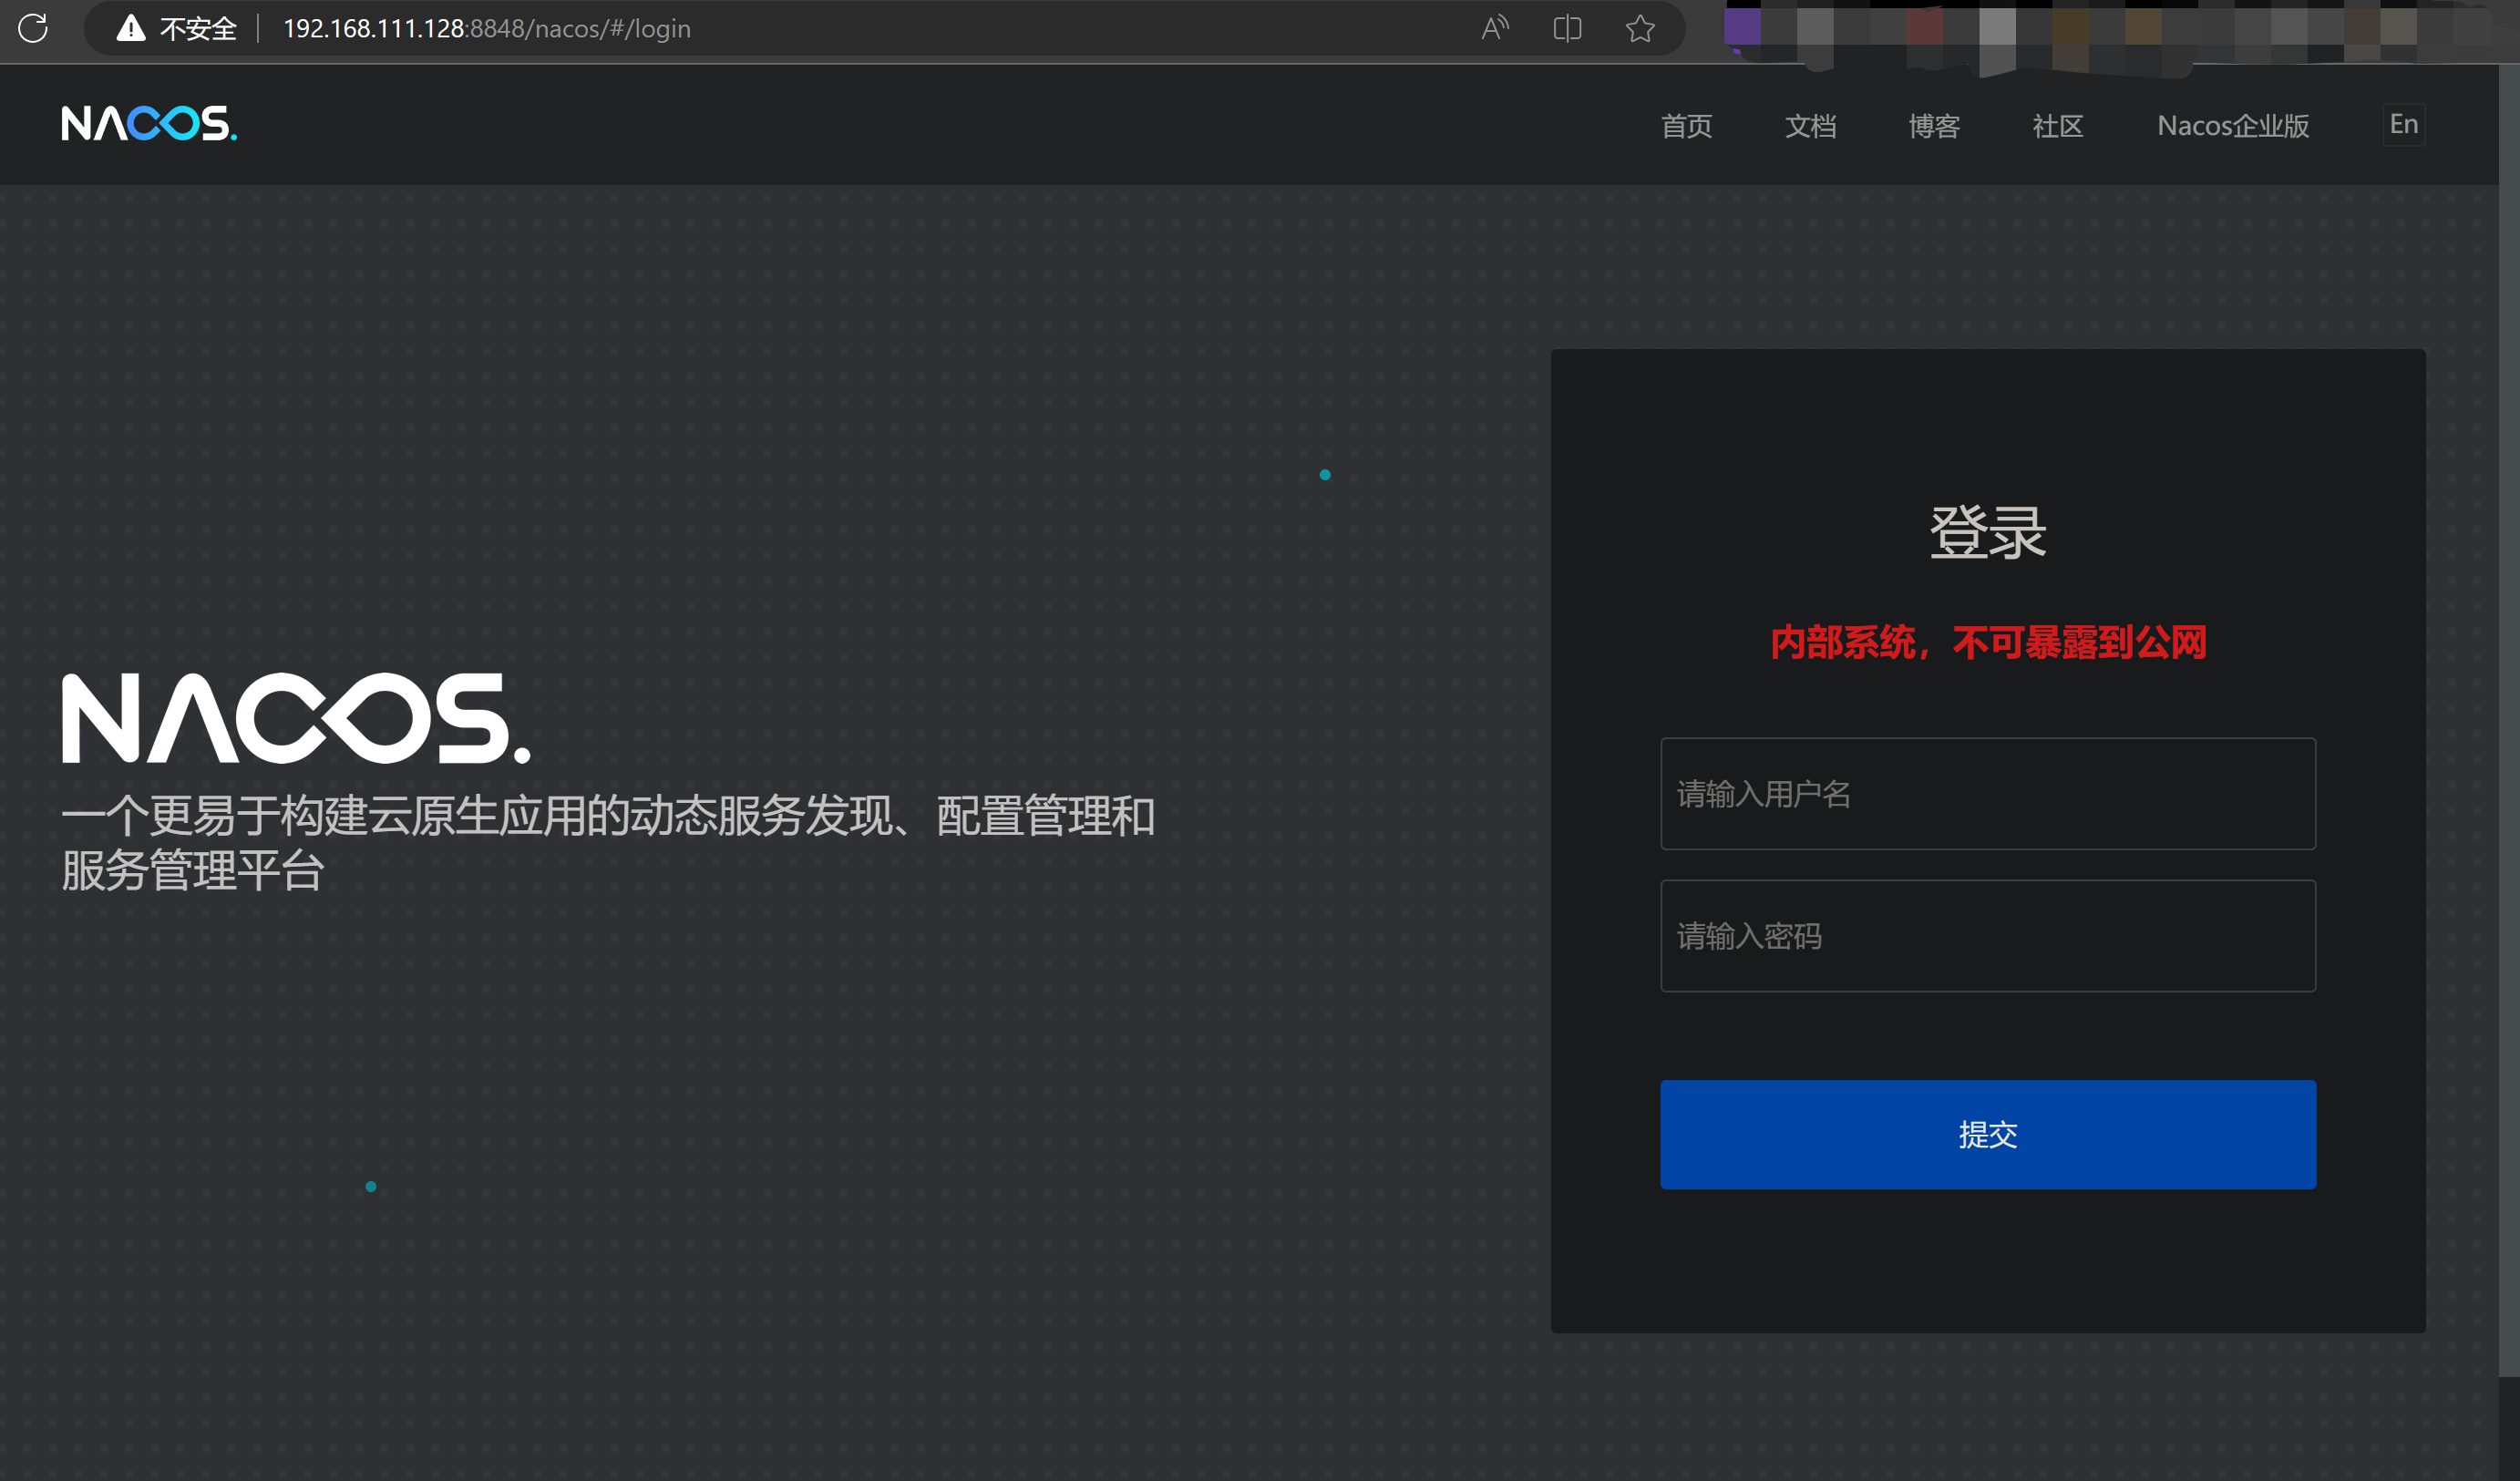 不安全 192.168.111.128:8848/nacos/#/login
NACOS.
首页 文档 博客 社区 Nacos企业版 En
登录
内部系统，不可暴露到公网
NACOS.
一个更易于构建云原生应用的动态服务发现、配置管理和
服务管理平台
请输入用户名
请输入密码
提交